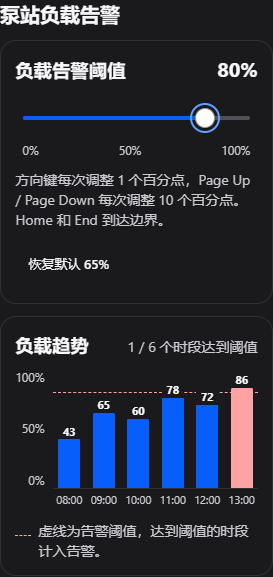 泵站负载告警
负载告警阈值 80%
0% 50% 100%
方向键每次调整 1 个百分点，Page Up
/ Page Down 每次调整 10 个百分点。
Home 和 End 到达边界。
恢复默认 65%
负载趋势 1 / 6 个时段达到阈值
100%
50%
0%
43 65 60 78 72 86
08:00 09:00 10:00 11:00 12:00 13:00
虚线为告警阈值，达到阈值的时段
计入告警。